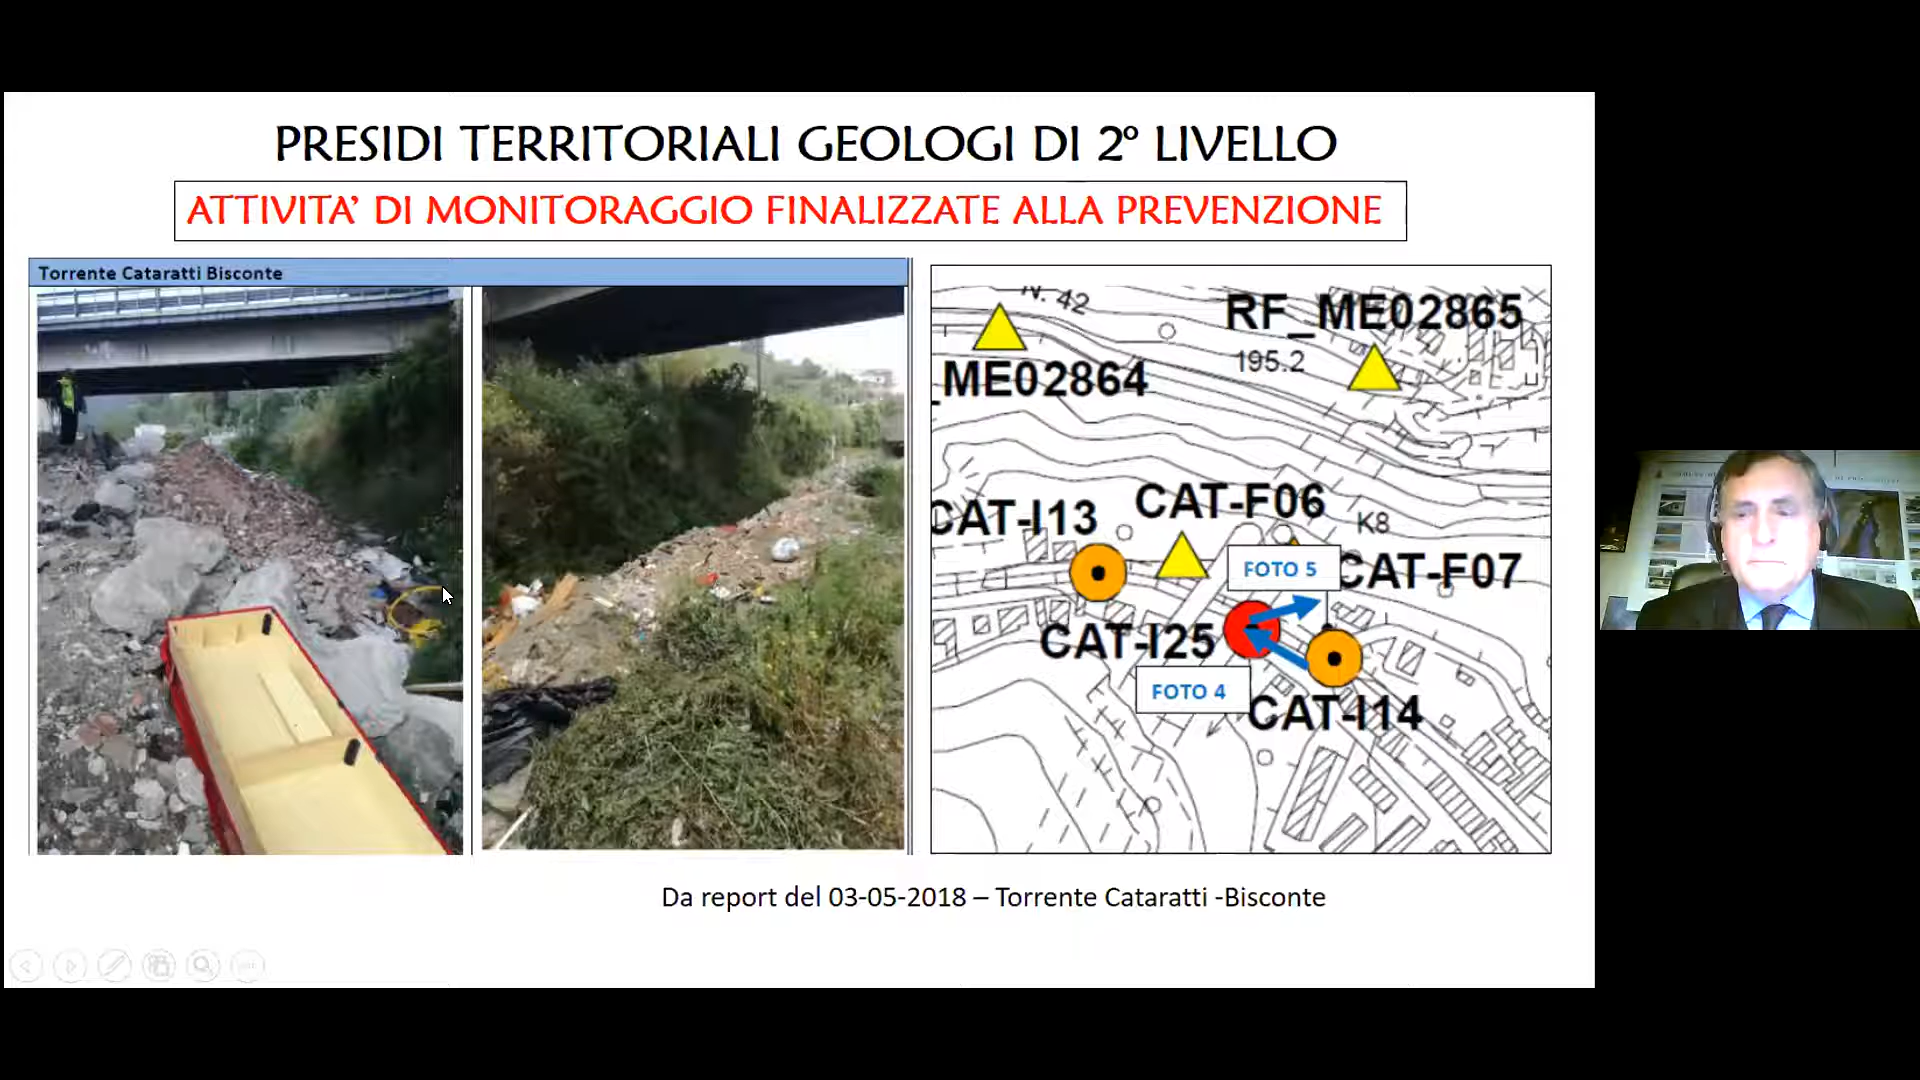 PRESIDI TERRITORIALI GEOLOGI DI 2° LIVELLO
ATTIVITA’ DI MONITORAGGIO FINALIZZATE ALLA PREVENZIONE
Torrente Cataratti Bisconte
N. 42
RF_ME02865
195.2
_ME02864
CAT-F06
CAT-I13
K8
FOTO 5
CAT-F07
CAT-I25
FOTO 4
CAT-I14
Da report del 03-05-2018 – Torrente Cataratti -Bisconte